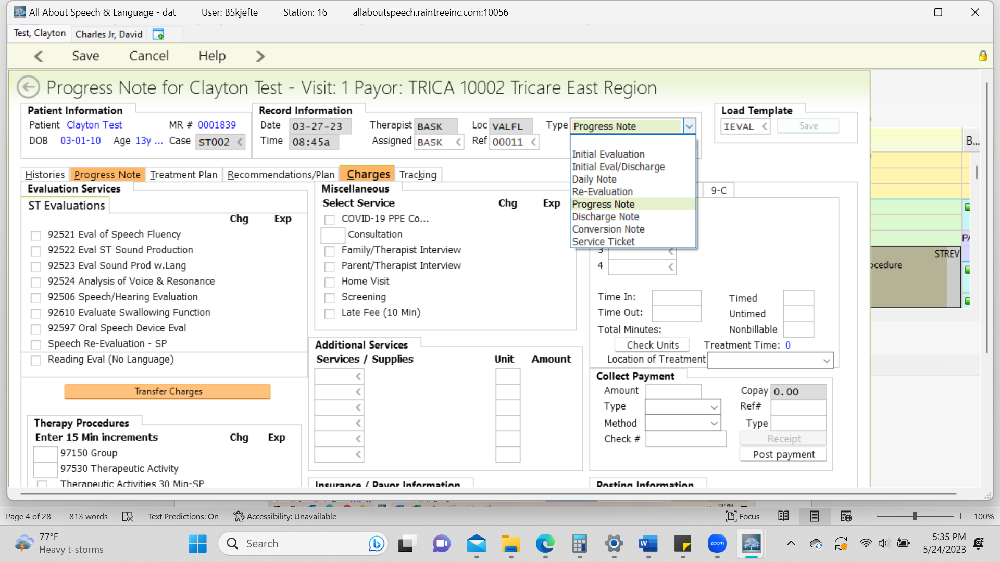 All About Speech & Language - dat User: BSkjefte Station: 16 allaboutspeech.raintreeinc.com:10056
Test, Clayton Charles Jr, David
Save Cancel Help
Progress Note for Clayton Test - Visit: 1 Payor: TRICA 10002 Tricare East Region
Patient Information Record Information Load Template
Patient Clayton Test MR # 0001839 Date 03-27-23 Therapist BASK Loc VALFL Type Progress Note IEVAL Save
DOB 03-01-10 Age 13y ... Case ST002 Time 08:45a Assigned BASK Ref 00011 B...
Initial Evaluation
Initial Eval/Discharge
Daily Note
Re-Evaluation
Progress Note
Discharge Note
Conversion Note
Service Ticket
Histories Progress Note Treatment Plan Recommendations/Plan Charges Tracking
9-C
Evaluation Services
ST Evaluations
Chg Exp
92521 Eval of Speech Fluency
92522 Eval ST Sound Production
92523 Eval Sound Prod w.Lang
92524 Analysis of Voice & Resonance
92506 Speech/Hearing Evaluation
92610 Evaluate Swallowing Function
92597 Oral Speech Device Eval
Speech Re-Evaluation - SP
Reading Eval (No Language)
Transfer Charges
Therapy Procedures
Enter 15 Min increments Chg Exp
97150 Group
97530 Therapeutic Activity
Therapeutic Activities 30 Min-SP
Miscellaneous
Select Service Chg Exp
COVID-19 PPE Co...
Consultation
Family/Therapist Interview
Parent/Therapist Interview
Home Visit
Screening
Late Fee (10 Min)
Additional Services
Services / Supplies Unit Amount
Insurance / Payor Information
3
4
Time In: Timed
Time Out: Untimed
Total Minutes: Nonbillable
Check Units Treatment Time: 0
Location of Treatment
Collect Payment
Amount Copay 0.00
Type Ref#
Method Type
Check # Receipt
Post payment
Posting Information
STREV
ocedure
1:47 PM
Page 4 of 28 813 words Text Predictions: On Accessibility: Unavailable Focus 100%
77°F
Heavy t-storms
Search
zoom
5:35 PM
5/24/2023